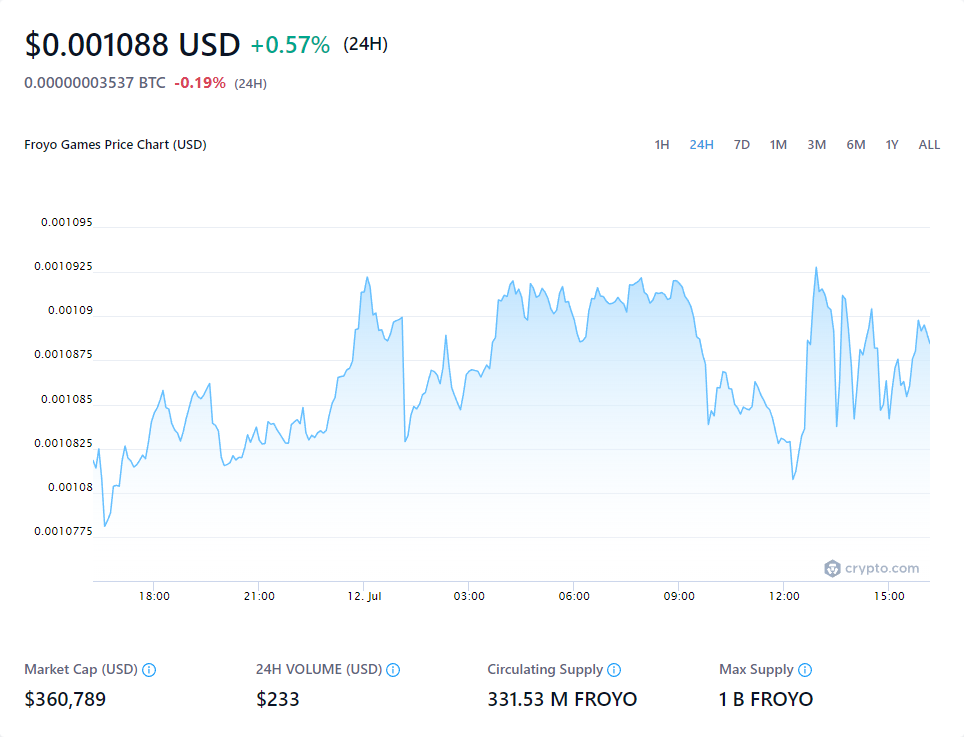 $0.001088 USD +0.57% (24H)
0.00000003537 BTC -0.19% (24H)
Froyo Games Price Chart (USD) 1H 24H 7D 1M 3M 6M 1Y ALL
0.001095
0.0010925
0.00109
0.0010875
0.001085
0.0010825
0.00108
0.0010775
crypto.com
18:00 21:00 12. Jul 03:00 06:00 09:00 12:00 15:00
Market Cap (USD) 24H VOLUME (USD) Circulating Supply Max Supply
$360,789 $233 331.53 M FROYO 1 B FROYO